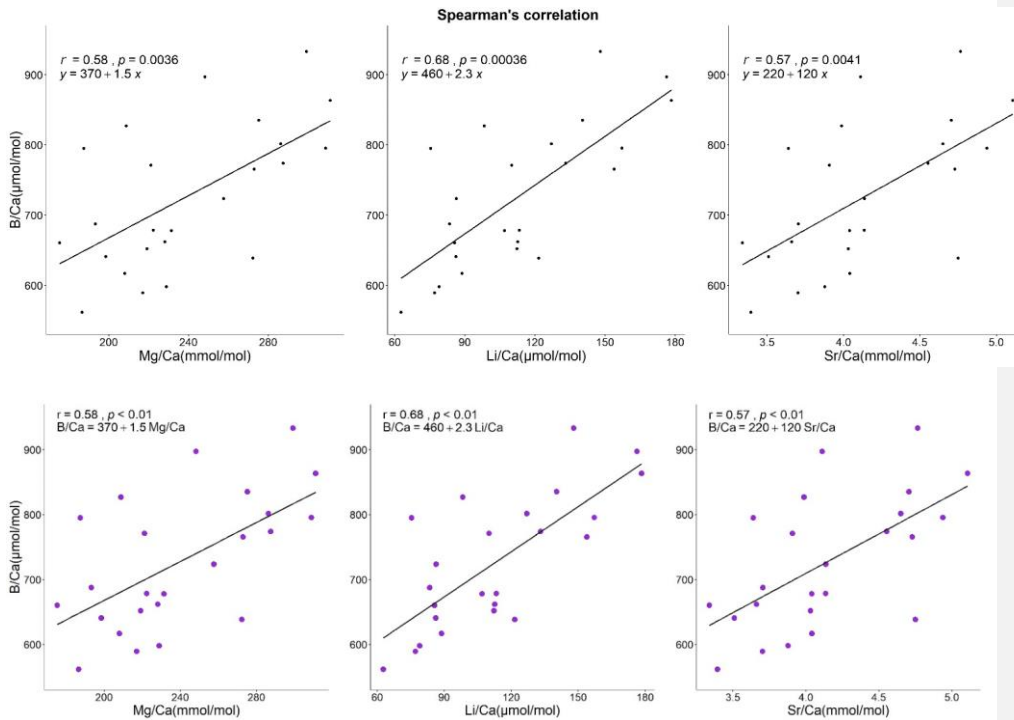 Spearman's correlation
r = 0.58 , p = 0.0036
y = 370 + 1.5 x
900
800
700
600
B/Ca(μmol/mol)
160
200
240
280
Mg/Ca(mmol/mol)
r = 0.68 , p = 0.00036
y = 460 + 2.3 x
900
800
700
600
60
90
120
150
180
Li/Ca(μmol/mol)
r = 0.57 , p = 0.0041
y = 220 + 120 x
900
800
700
600
3.5
4.0
4.5
5.0
Sr/Ca(mmol/mol)
r = 0.58 , p < 0.01
B/Ca = 370 + 1.5 Mg/Ca
900
800
700
600
B/Ca(μmol/mol)
200
240
280
Mg/Ca(mmol/mol)
r = 0.68 , p < 0.01
B/Ca = 460 + 2.3 Li/Ca
900
800
700
600
60
90
120
150
180
Li/Ca(μmol/mol)
r = 0.57 , p < 0.01
B/Ca = 220 + 120 Sr/Ca
900
800
700
600
3.5
4.0
4.5
5.0
Sr/Ca(mmol/mol)